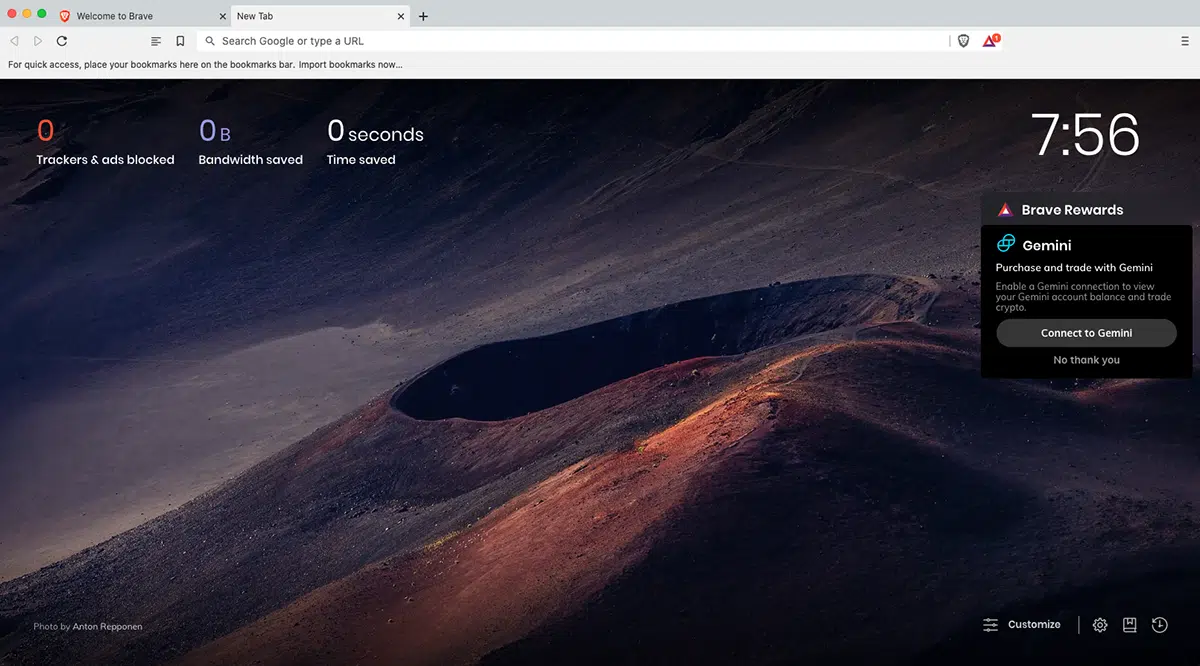 Welcome to Brave
New Tab
Search Google or type a URL
1
For quick access, place your bookmarks here on the bookmarks bar. Import bookmarks now...
0
Trackers & ads blocked
0 B
Bandwidth saved
0 seconds
Time saved
7:56
Brave Rewards
Gemini
Purchase and trade with Gemini
Enable a Gemini connection to view
your Gemini account balance and trade
crypto.
Connect to Gemini
No thank you
Photo by Anton Repponen
Customize